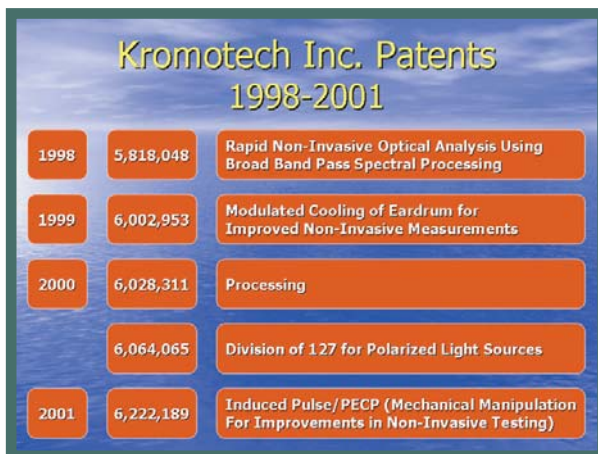 Kromotech Inc. Patents
1998-2001
1998 5,818,048 Rapid Non-Invasive Optical Analysis Using
Broad Band Pass Spectral Processing
1999 6,002,953 Modulated Cooling of Eardrum for
Improved Non-Invasive Measurements
2000 6,028,311 Processing
6,064,065 Division of 127 for Polarized Light Sources
2001 6,222,189 Induced Pulse/PECP (Mechanical Manipulation
For Improvements in Non-Invasive Testing)